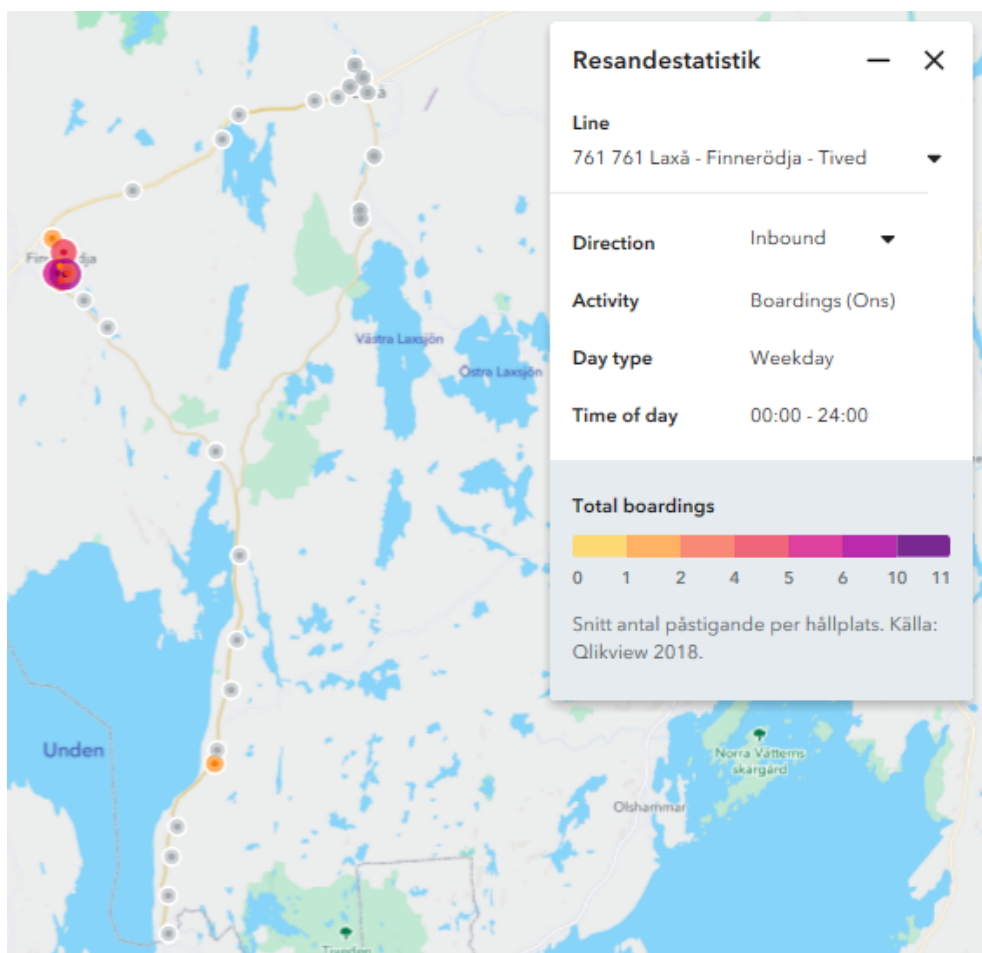 Resandestatistik
Line
761 761 Laxå - Finnerödja - Tived
Direction Inbound
Activity Boardings (Ons)
Day type Weekday
Time of day 00:00 - 24:00
Total boardings
0 1 2 4 5 6 10 11
Snitt antal påstigande per hållplats. Källa:
Qlikview 2018.
Västra Laxsjön
Östra Laxsjön
Unden
Norra Vätterns
skärgård
Olshammar
Tiveden